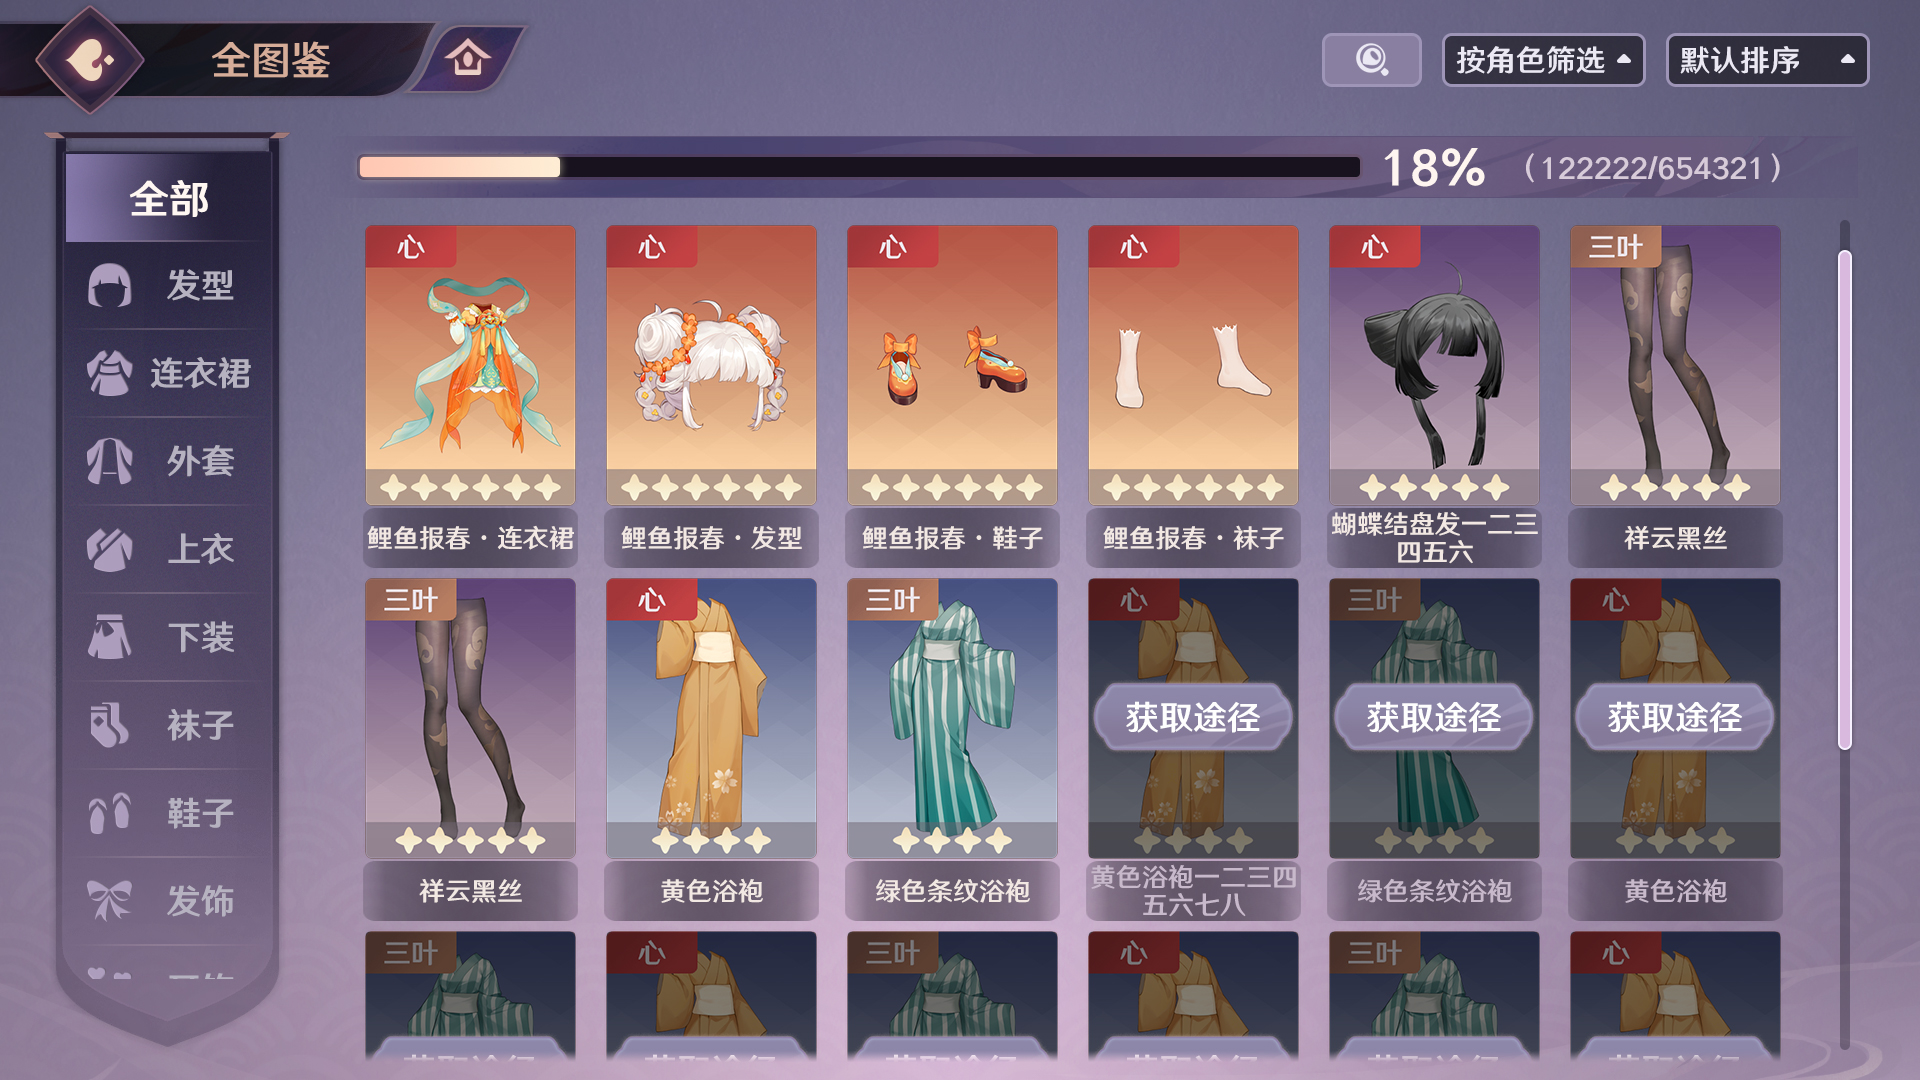 全图鉴
按角色筛选
默认排序
全部
发型
连衣裙
外套
上衣
下装
袜子
鞋子
发饰
18%
（122222/654321）
心
心
心
心
心
三叶
鲤鱼报春·连衣裙
鲤鱼报春·发型
鲤鱼报春·鞋子
鲤鱼报春·袜子
蝴蝶结盘发一二三
四五六
祥云黑丝
三叶
心
三叶
心
三叶
心
获取途径
获取途径
获取途径
祥云黑丝
黄色浴袍
绿色条纹浴袍
黄色浴袍一二三四
五六七八
绿色条纹浴袍
黄色浴袍
三叶
心
三叶
心
三叶
心